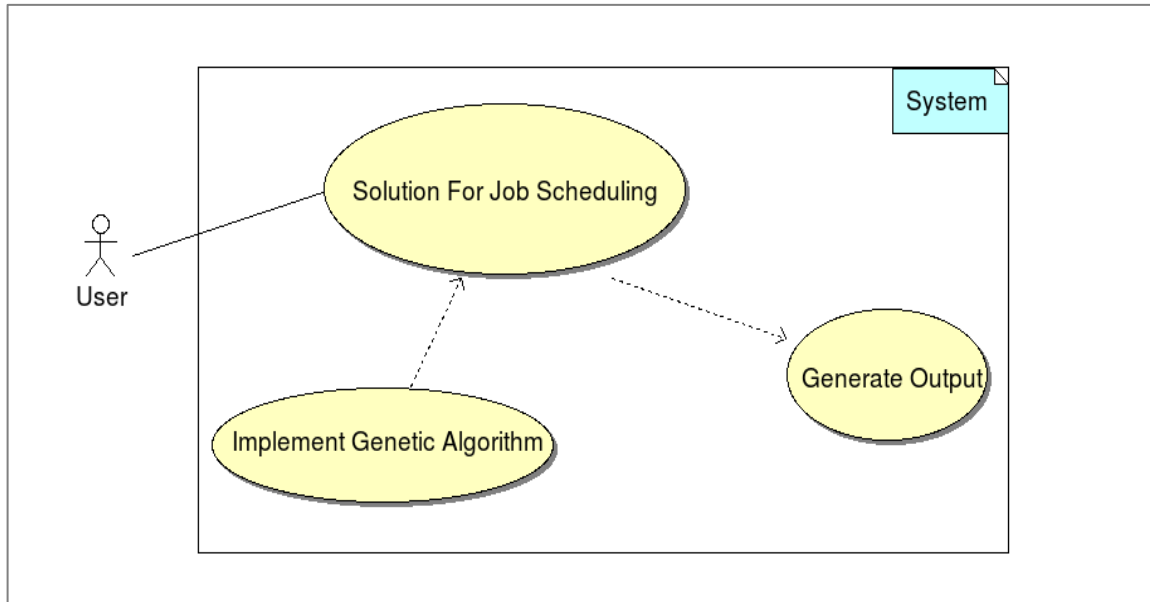 System
Solution For Job Scheduling
User
Generate Output
Implement Genetic Algorithm